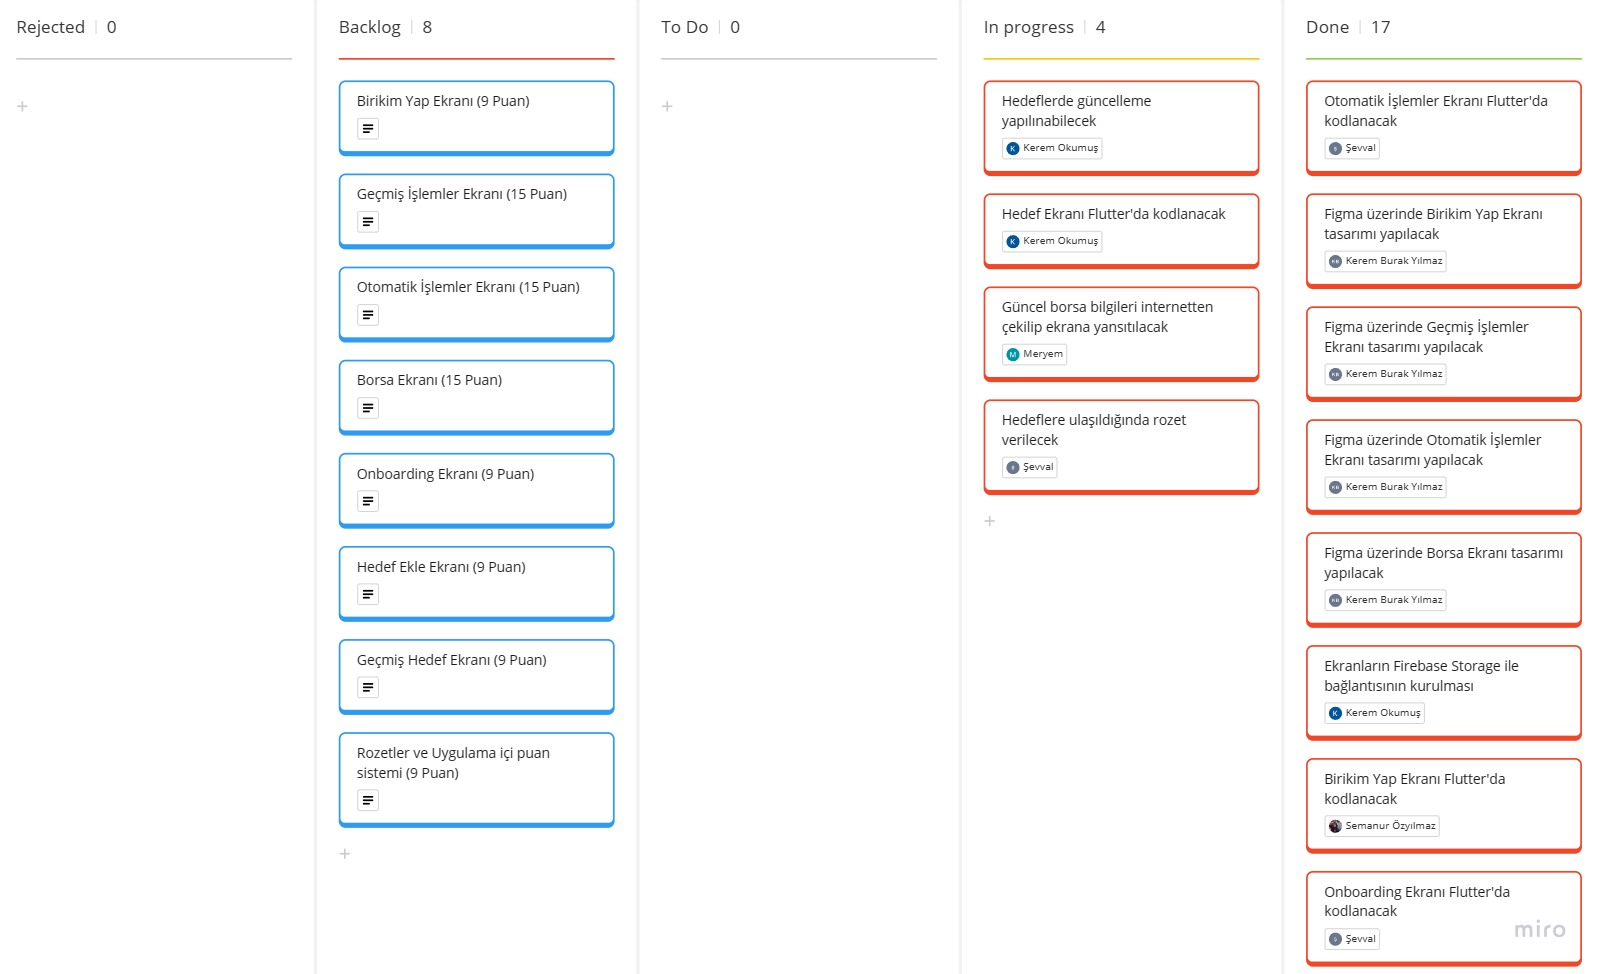 Rejected | 0
Backlog | 8
Birikim Yap Ekranı (9 Puan)
Geçmiş İşlemler Ekranı (15 Puan)
Otomatik İşlemler Ekranı (15 Puan)
Borsa Ekranı (15 Puan)
Onboarding Ekranı (9 Puan)
Hedef Ekle Ekranı (9 Puan)
Geçmiş Hedef Ekranı (9 Puan)
Rozetler ve Uygulama içi puan
sistemi (9 Puan)
To Do | 0
In progress | 4
Hedeflerde güncelleme
yapılınabilecek
K Kerem Okumuş
Hedef Ekranı Flutter'da kodlanacak
K Kerem Okumuş
Güncel borsa bilgileri internetten
çekilip ekrana yansıtılacak
M Meryem
Hedeflere ulaşıldığında rozet
verilecek
Ş Şevval
Done | 17
Otomatik İşlemler Ekranı Flutter'da
kodlanacak
Ş Şevval
Figma üzerinde Birikim Yap Ekranı
tasarımı yapılacak
KB Kerem Burak Yılmaz
Figma üzerinde Geçmiş İşlemler
Ekranı tasarımı yapılacak
KB Kerem Burak Yılmaz
Figma üzerinde Otomatik İşlemler
Ekranı tasarımı yapılacak
KB Kerem Burak Yılmaz
Figma üzerinde Borsa Ekranı tasarımı
yapılacak
KB Kerem Burak Yılmaz
Ekranların Firebase Storage ile
bağlantısının kurulması
K Kerem Okumuş
Birikim Yap Ekranı Flutter'da
kodlanacak
Semanur Özyılmaz
Onboarding Ekranı Flutter'da
kodlanacak
Ş Şevval
miro